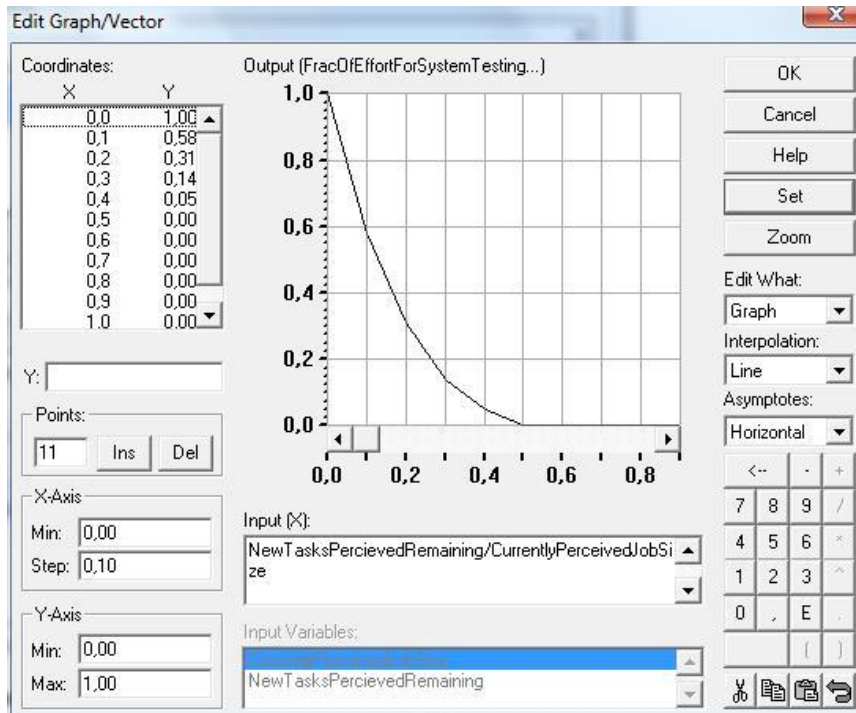 Edit Graph/Vector
Coordinates:
X Y
0,0 1,00
0,1 0,58
0,2 0,31
0,3 0,14
0,4 0,05
0,5 0,00
0,6 0,00
0,7 0,00
0,8 0,00
0,9 0,00
1,0 0,00
Y:
Points:
11 Ins Del
X-Axis
Min: 0,00
Step: 0,10
Y-Axis
Min: 0,00
Max: 1,00
Output (FracOfEffortForSystemTesting...)
1,0
0,8
0,6
0,4
0,2
0,0
0,0 0,2 0,4 0,6 0,8
Input (X):
NewTasksPercievedRemaining/CurrentlyPerceivedJobSi
ze
Input Variables:
NewTasksPercievedRemaining
OK
Cancel
Help
Set
Zoom
Edit What:
Graph
Interpolation:
Line
Asymptotes:
Horizontal
<-- - +
7 8 9 /
4 5 6 *
1 2 3 ^
0 , E .
( )